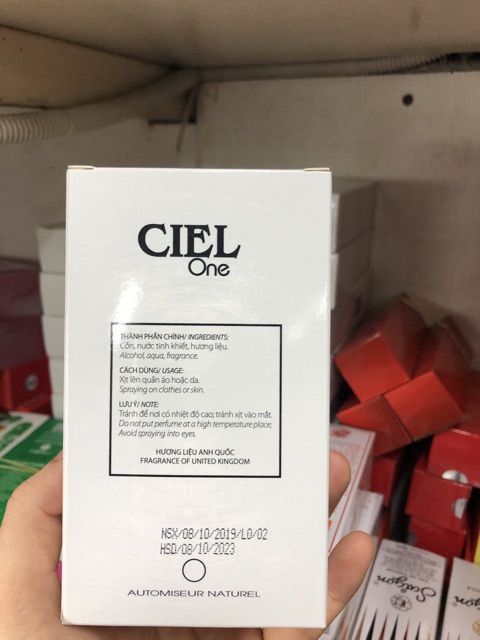 CIEL
One
THÀNH PHẦN CHÍNH/ INGREDIENTS:
Cồn, nước tinh khiết, hương liệu.
Alcohol, aqua, fragrance.
CÁCH DÙNG/ USAGE:
Xịt lên quần áo hoặc da.
Spraying on clothes or skin.
LƯU Ý/ NOTE:
Tránh để nơi có nhiệt độ cao; tránh xịt vào mắt.
Do not put perfume at a high temperature place;
Avoid spraying into eyes.
HƯƠNG LIỆU ANH QUỐC
FRAGRANCE OF UNITED KINGDOM
NSX/08/10/2019/L0/02
HSD/08/10/2023
AUTOMISEUR NATUREL
Saigon
Saigon